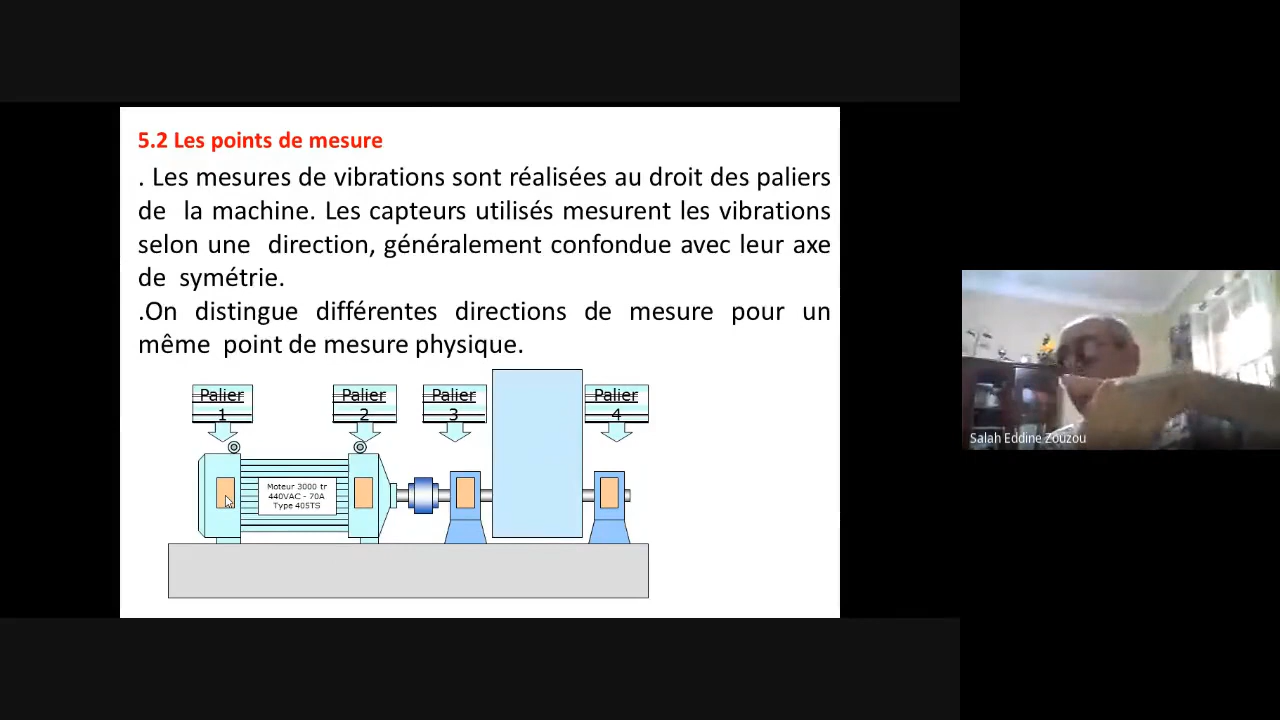 5.2 Les points de mesure
. Les mesures de vibrations sont réalisées au droit des paliers
de la machine. Les capteurs utilisés mesurent les vibrations
selon une direction, généralement confondue avec leur axe
de symétrie.
.On distingue différentes directions de mesure pour un
même point de mesure physique.
Palier
1
Palier
2
Palier
3
Palier
4
Moteur 3000 tr
440VAC - 70A
Type 405TS
Salah Eddine Zouzou